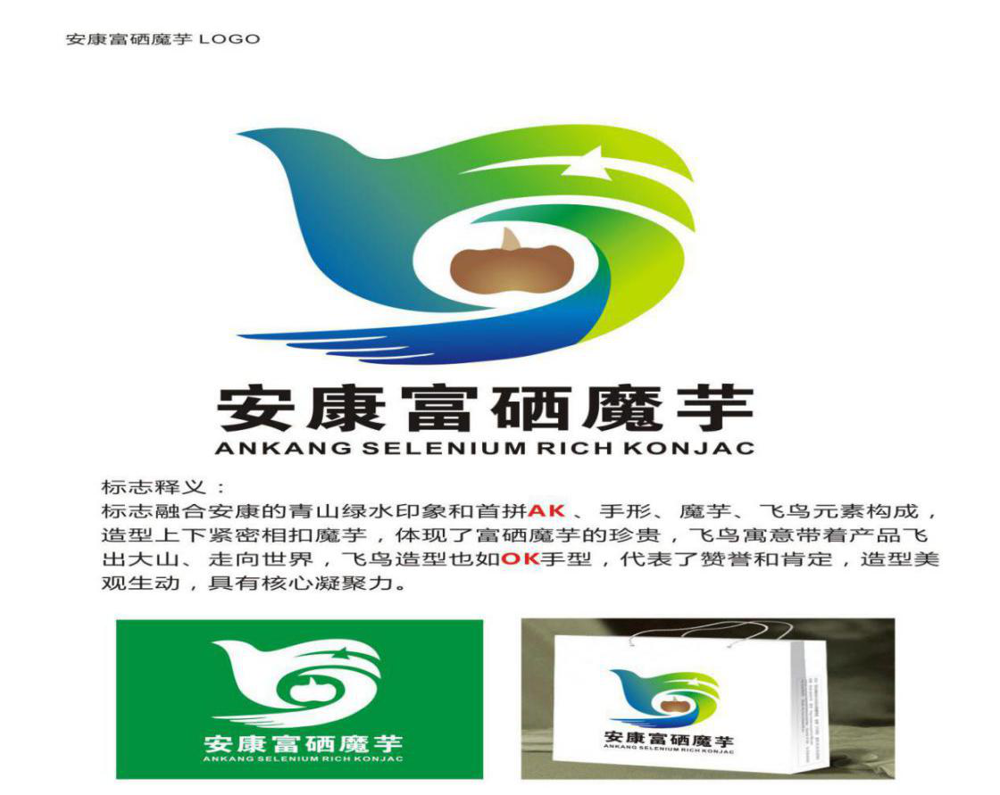 安康富硒魔芋 LOGO
安康富硒魔芋
ANKANG SELENIUM RICH KONJAC
标志释义：
标志融合安康的青山绿水印象和首拼AK 、手形、魔芋、飞鸟元素构成，
造型上下紧密相扣魔芋，体现了富硒魔芋的珍贵，飞鸟寓意带着产品飞
出大山、走向世界，飞鸟造型也如OK手型，代表了赞誉和肯定，造型美
观生动，具有核心凝聚力。
安康富硒魔芋
ANKANG SELENIUM RICH KONJAC
安康富硒魔芋
ANKANG SELENIUM RICH KONJAC